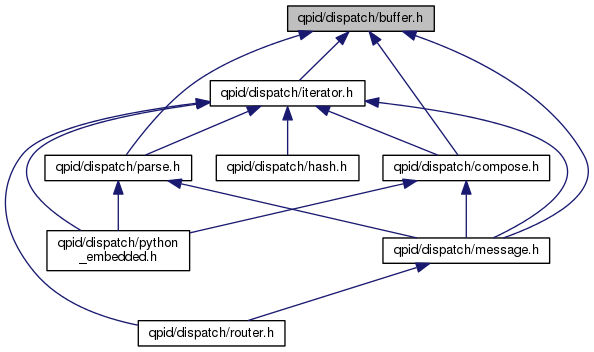 qpid/dispatch/buffer.h
qpid/dispatch/iterator.h
qpid/dispatch/parse.h
qpid/dispatch/hash.h
qpid/dispatch/compose.h
qpid/dispatch/python
_embedded.h
qpid/dispatch/message.h
qpid/dispatch/router.h